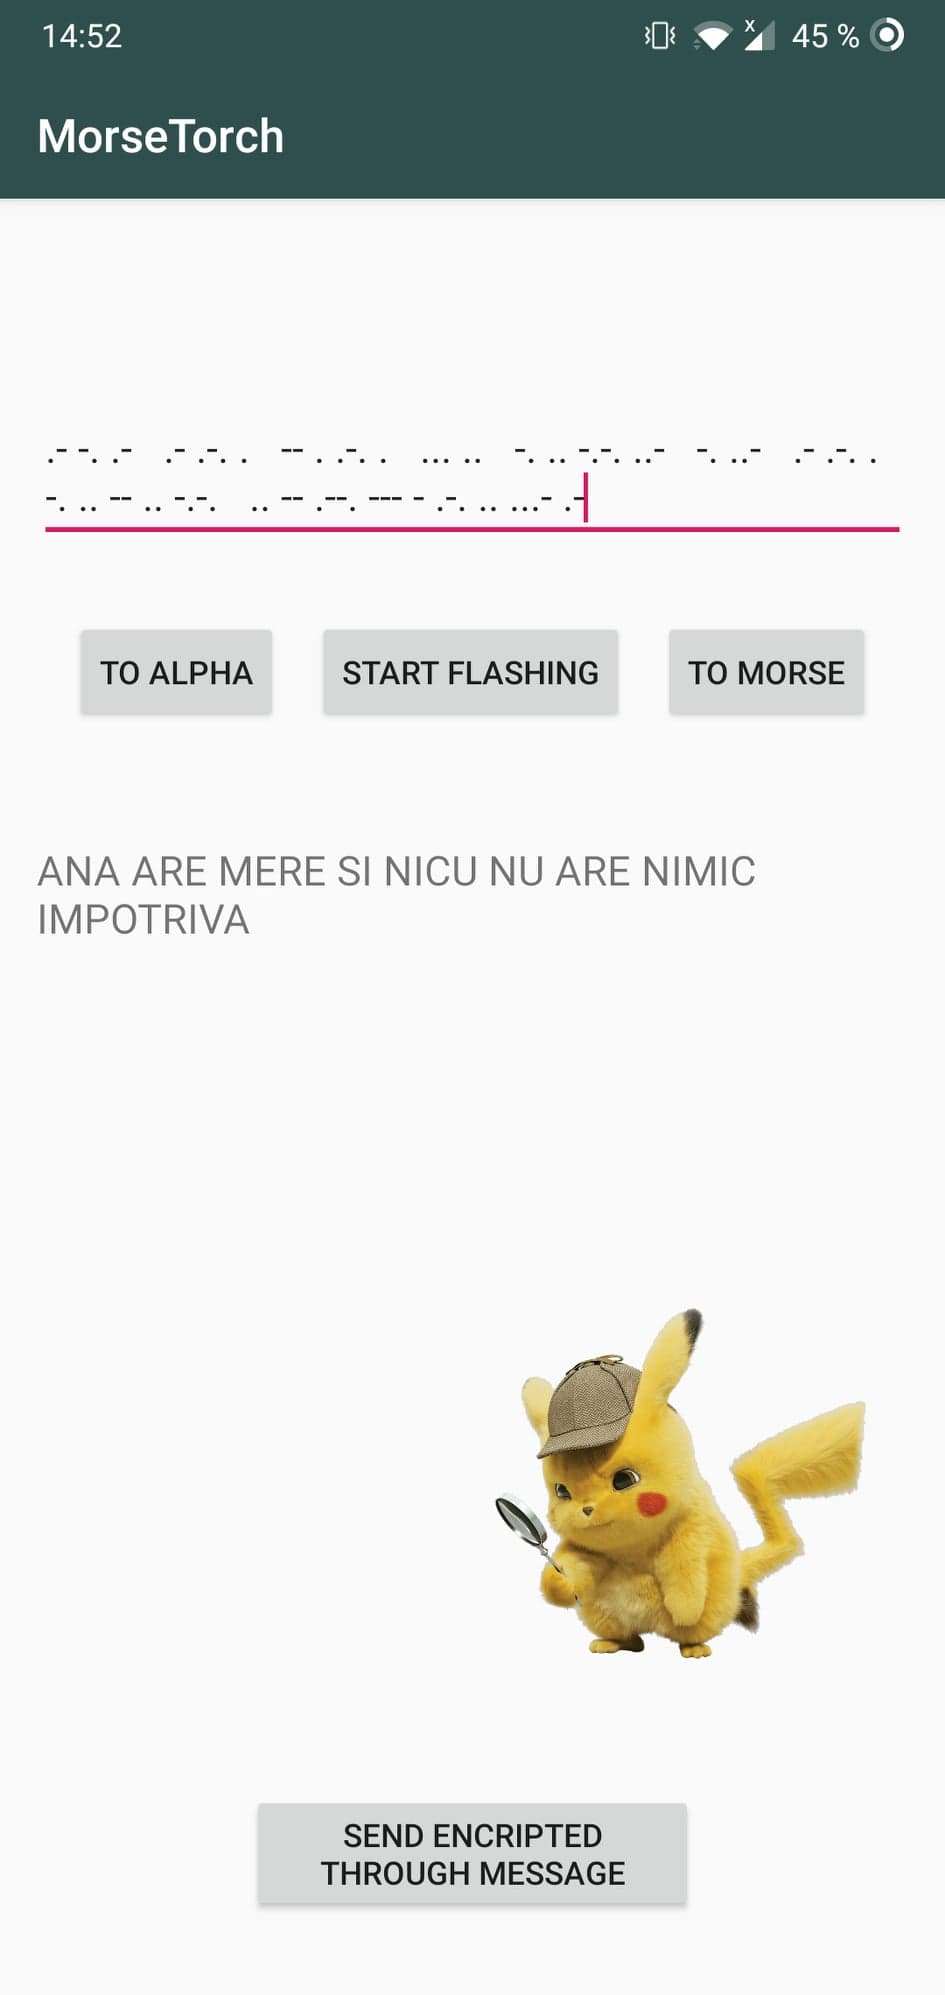 14:52
x 45 %
MorseTorch
.- -. .-  .- .-. .  -- . .-. .  ... ..  -. .. -.-. ..-  -. ..-  .- .-. .
-. .. -- .. -.-.  .. -- .--. --- - .-. .. ...- .-
TO ALPHA START FLASHING TO MORSE
ANA ARE MERE SI NICU NU ARE NIMIC
IMPOTRIVA
SEND ENCRIPTED
THROUGH MESSAGE